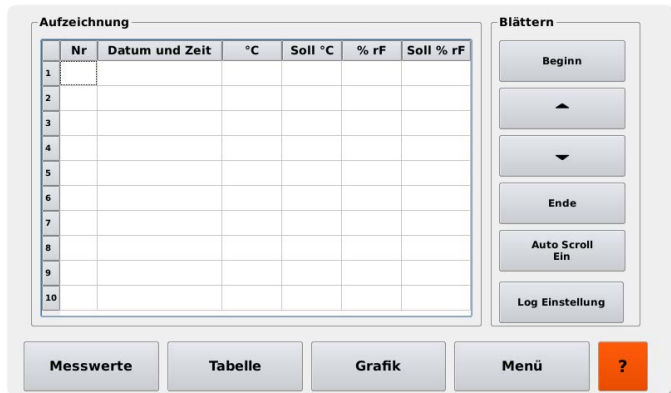 Aufzeichnung
Nr Datum und Zeit °C Soll °C % rF Soll % rF
1
2
3
4
5
6
7
8
9
10
Blättern
Beginn
Ende
Auto Scroll
Ein
Log Einstellung
Messwerte Tabelle Grafik Menü ?